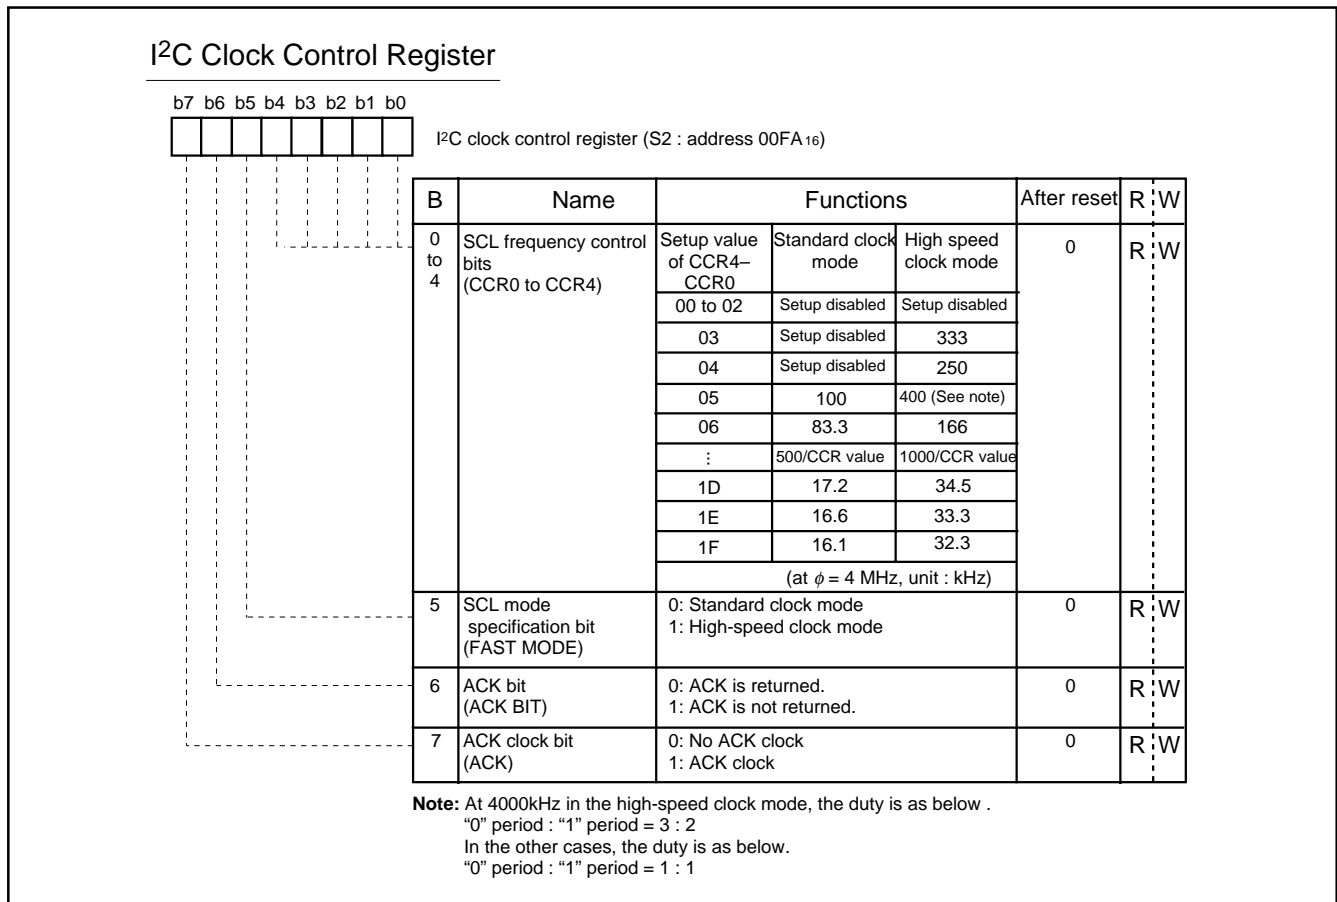 I2C Clock Control Register
b7 b6 b5 b4 b3 b2 b1 b0
I2C clock control register (S2 : address 00FA16)
B Name Functions After reset R W
0 to 4 SCL frequency control bits (CCR0 to CCR4) 0 R W
Setup value of CCR4–CCR0 Standard clock mode High speed clock mode
00 to 02 Setup disabled Setup disabled
03 Setup disabled 333
04 Setup disabled 250
05 100 400 (See note)
06 83.3 166
⋮ 500/CCR value 1000/CCR value
1D 17.2 34.5
1E 16.6 33.3
1F 16.1 32.3
(at ϕ = 4 MHz, unit : kHz)
5 SCL mode specification bit (FAST MODE) 0: Standard clock mode 0 R W
1: High-speed clock mode
6 ACK bit (ACK BIT) 0: ACK is returned. 0 R W
1: ACK is not returned.
7 ACK clock bit (ACK) 0: No ACK clock 0 R W
1: ACK clock
Note: At 4000kHz in the high-speed clock mode, the duty is as below .
“0” period : “1” period = 3 : 2
In the other cases, the duty is as below.
“0” period : “1” period = 1 : 1